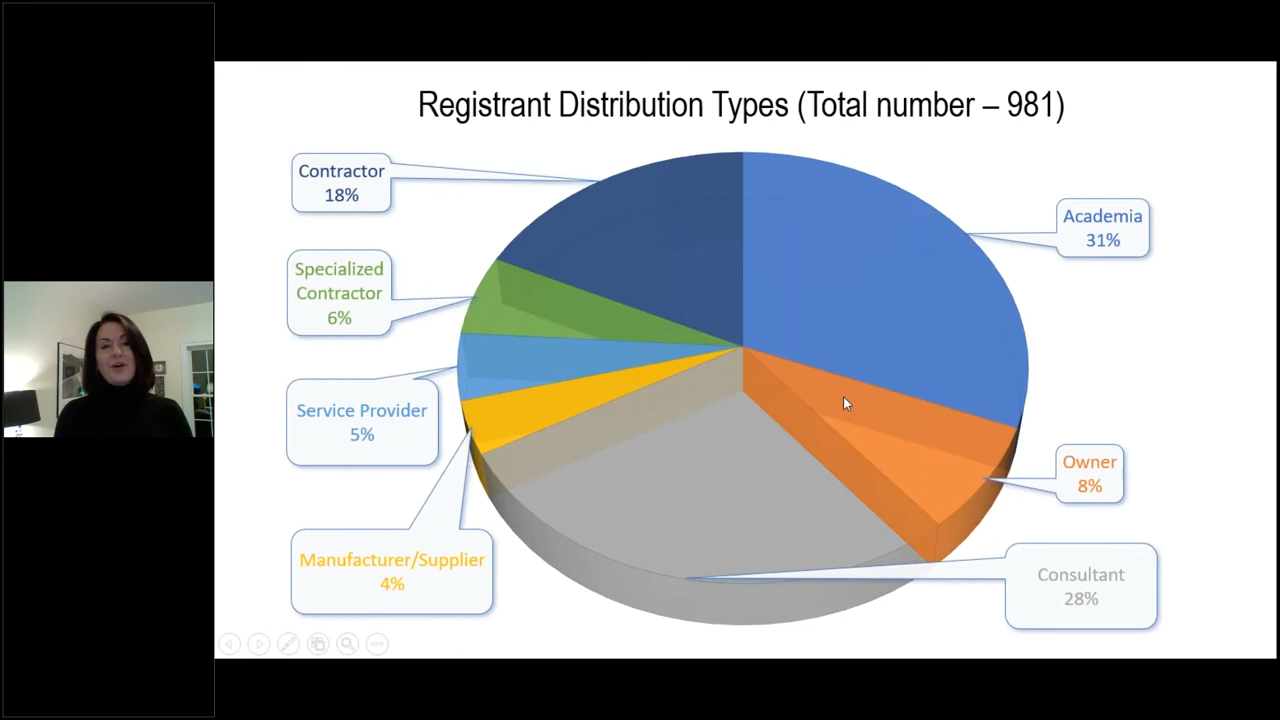 Registrant Distribution Types (Total number – 981)
Contractor
18%
Academia
31%
Specialized
Contractor
6%
Service Provider
5%
Owner
8%
Manufacturer/Supplier
4%
Consultant
28%